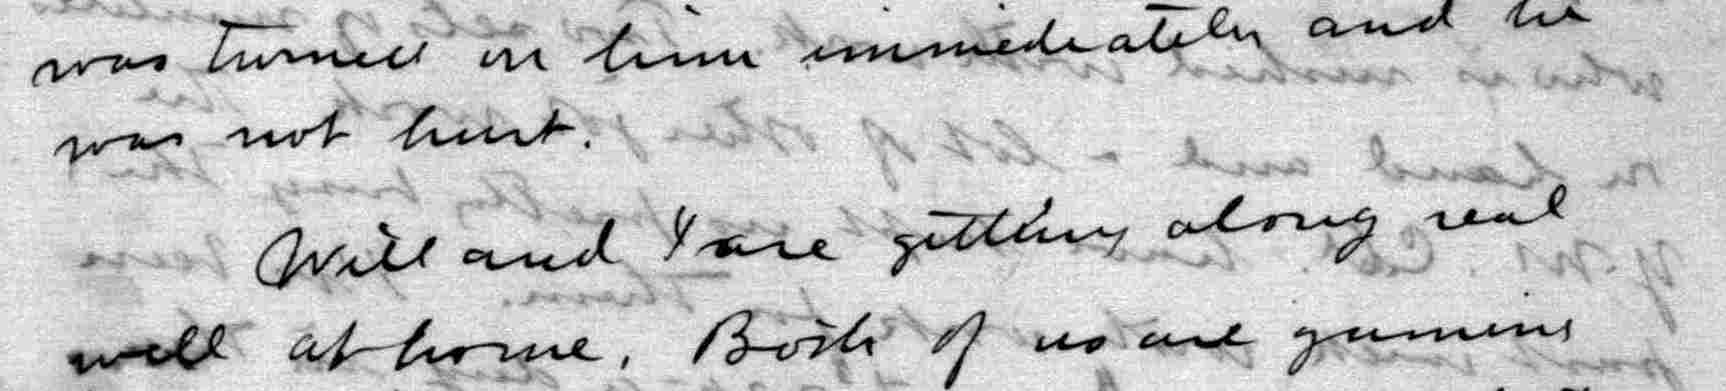 was turned on him immediately and he
was not hurt.
Will and I are getting along real
well at home. Both of us are gaining